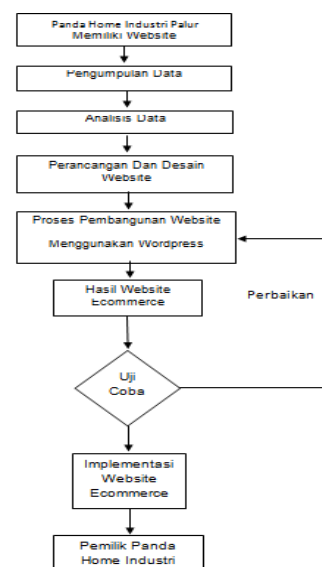 Panda Home Industri Palur
Memiliki Website
Pengumpulan Data
Analisis Data
Perancangan Dan Desain
Website
Proses Pembangunan Website
Menggunakan Wordpress
Hasil Website
Ecommerce
Perbaikan
Uji
Coba
Implementasi
Website
Ecommerce
Pemilik Panda
Home Industri